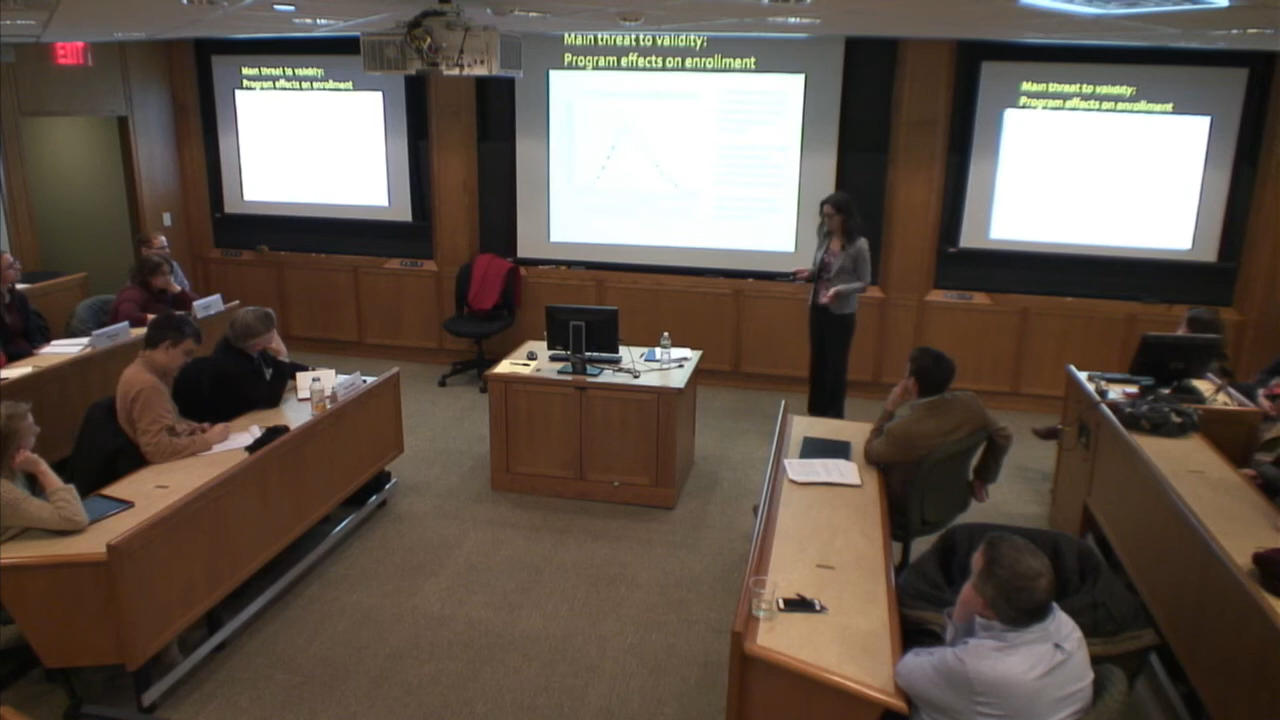 EXIT
Main threat to validity:
Program effects on enrollment
Main threat to validity:
Program effects on enrollment
Main threat to validity:
Program effects on enrollment